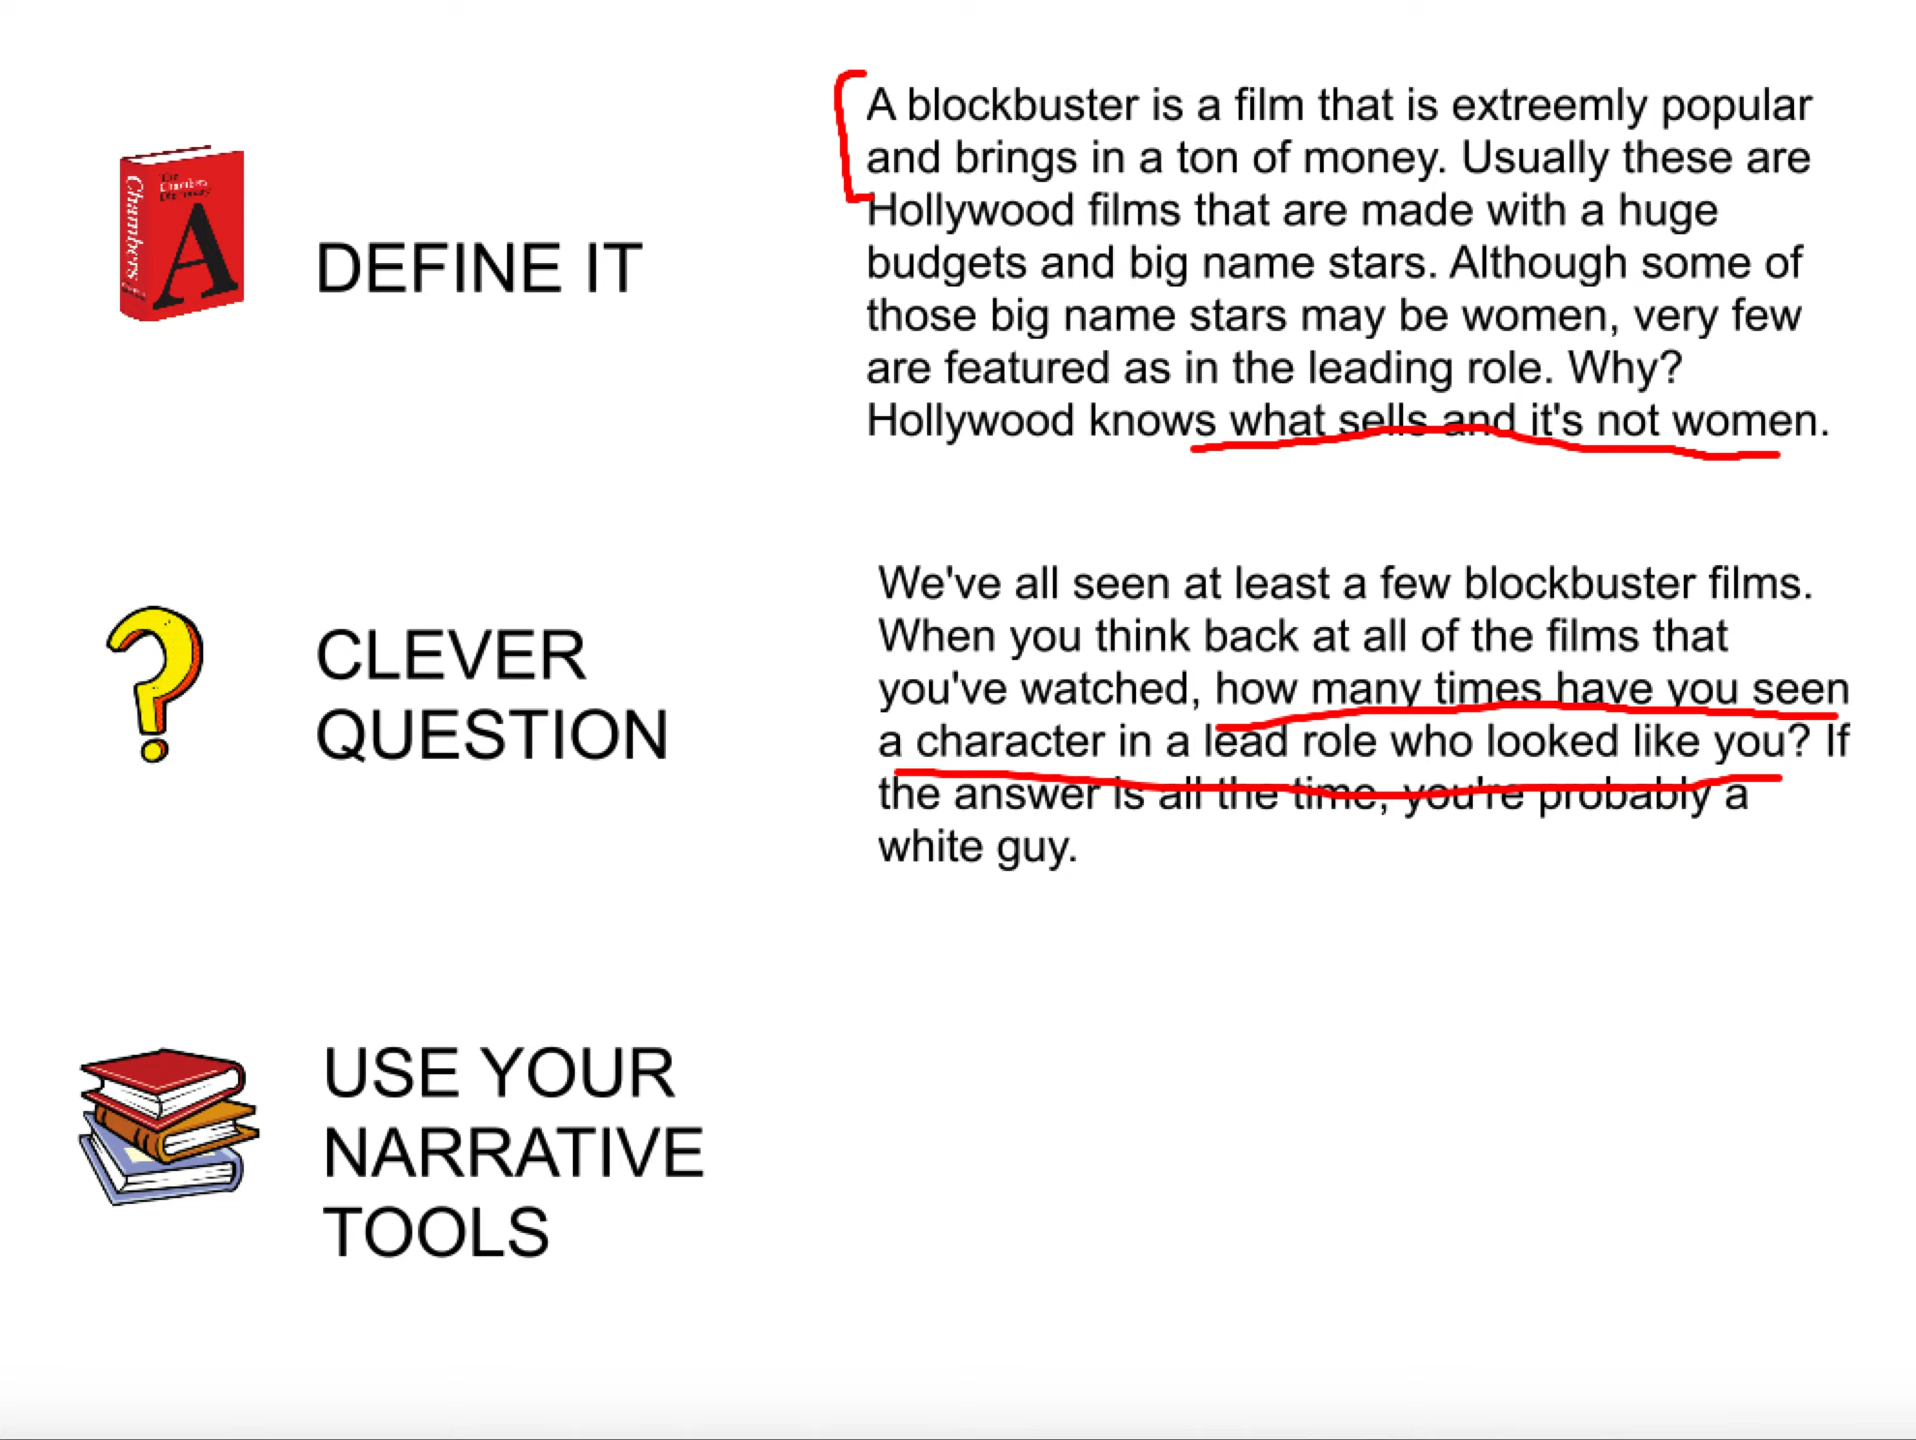 The
Chambers
Dictionary
Chambers
A
DEFINE IT
A blockbuster is a film that is extreemly popular
and brings in a ton of money. Usually these are
Hollywood films that are made with a huge
budgets and big name stars. Although some of
those big name stars may be women, very few
are featured as in the leading role. Why?
Hollywood knows what sells and it's not women.
CLEVER
QUESTION
We've all seen at least a few blockbuster films.
When you think back at all of the films that
you've watched, how many times have you seen
a character in a lead role who looked like you? If
the answer is all the time, you're probably a
white guy.
USE YOUR
NARRATIVE
TOOLS